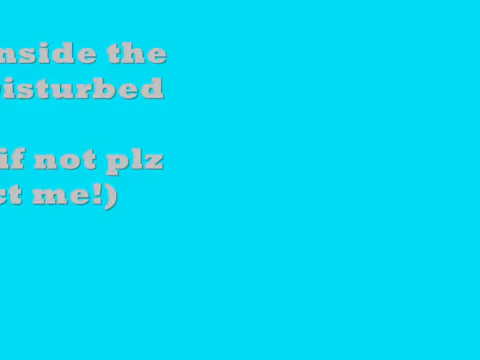 nside the
isturbed
if not plz
ct me!)